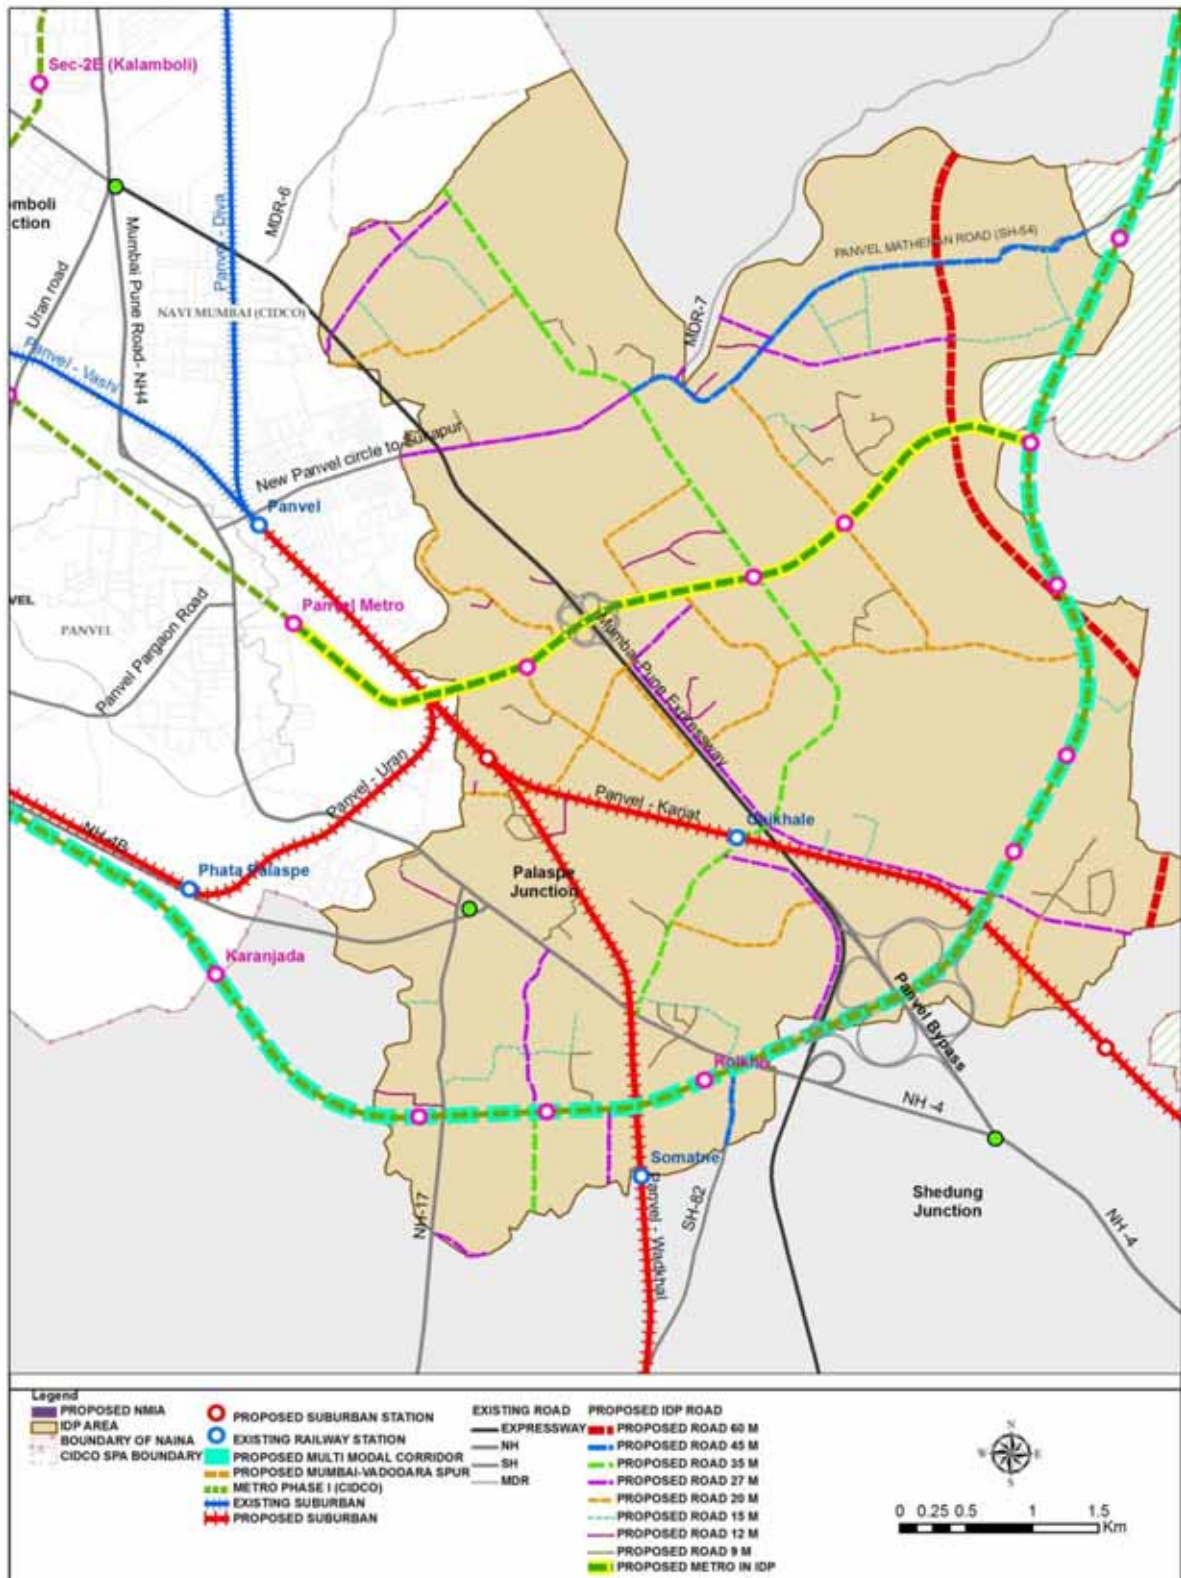 Sec-2E (Kalamboli)
omboli
ction
MDR-6
Uran road
Mumbai Pune Road- NH4
Panvel - Diva
NAVI MUMBAI (CIDCO)
PANVEL MATHERAN ROAD (SH-54)
MDR-7
Panvel - Vashi
New Panvel circle to Sukapur
Panvel
Panvel Metro
VEL
PANVEL
Panvel Pargaon Road
Mumbai Pune Expressway
Panvel - Uran
Panvel - Karjat
Chikhale
NH-4B
Phata Palaspe
Palaspe
Junction
Karanjada
Panvel Bypass
NH -4
Somatne
Shedung
Junction
NH-17
SH-82
Panvel - Wadkhal
NH -4
Legend
PROPOSED NMIA
IDP AREA
BOUNDARY OF NAINA
CIDCO SPA BOUNDARY
PROPOSED SUBURBAN STATION
EXISTING RAILWAY STATION
PROPOSED MULTI MODAL CORRIDOR
PROPOSED MUMBAI-VADODARA SPUR
METRO PHASE I (CIDCO)
EXISTING SUBURBAN
PROPOSED SUBURBAN
EXISTING ROAD
EXPRESSWAY
NH
SH
MDR
PROPOSED IDP ROAD
PROPOSED ROAD 60 M
PROPOSED ROAD 45 M
PROPOSED ROAD 35 M
PROPOSED ROAD 27 M
PROPOSED ROAD 20 M
PROPOSED ROAD 15 M
PROPOSED ROAD 12 M
PROPOSED ROAD 9 M
PROPOSED METRO IN IDP
N
W
E
S
0 0.25 0.5 1 1.5
Km